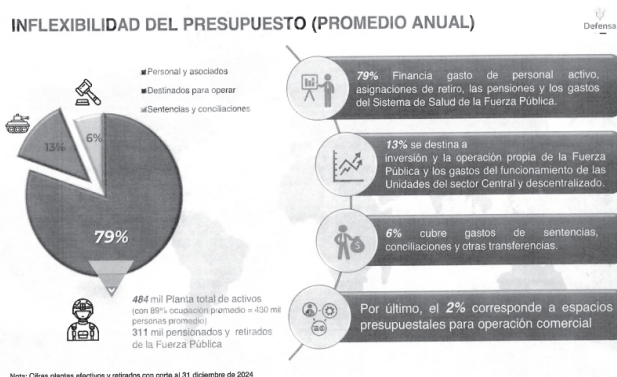 INFLEXIBILIDAD DEL PRESUPUESTO (PROMEDIO ANUAL)
Defensa
Personal y asociados
Destinados para operar
Sentencias y conciliaciones
6%
13%
79%
484 mil Planta total de activos
(con 89% ocupación promedio = 430 mil
personas promedio)
311 mil pensionados y retirados
de la Fuerza Pública
79% Financia gasto de personal activo,
asignaciones de retiro, las pensiones y los gastos
del Sistema de Salud de la Fuerza Pública.
13% se destina a
inversión y la operación propia de la Fuerza
Pública y los gastos del funcionamiento de las
Unidades del sector Central y descentralizado.
6% cubre gastos de sentencias,
conciliaciones y otras transferencias.
Por último, el 2% corresponde a espacios
presupuestales para operación comercial
Nota: Cifras plantas efectivos y retirados con corte al 31 diciembre de 2024